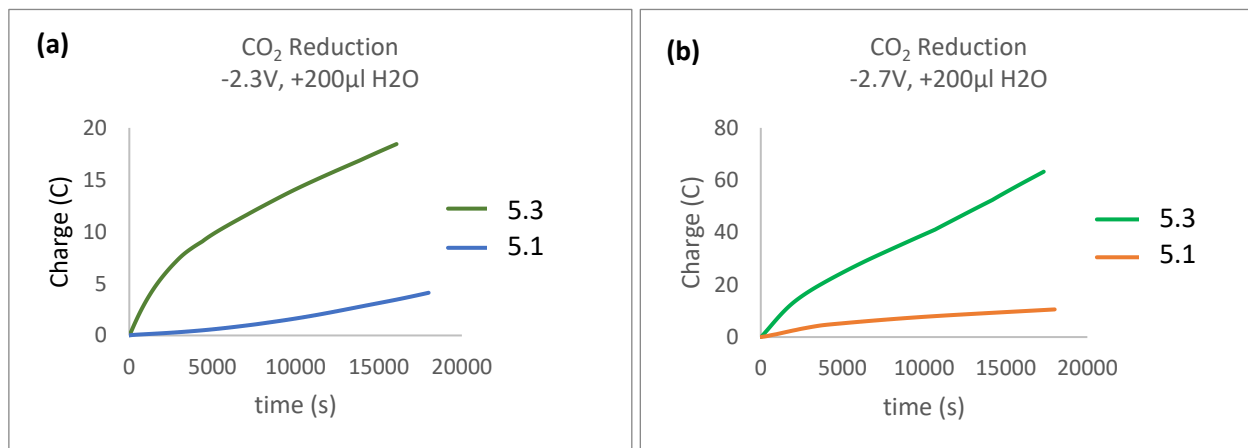 (a)
CO₂ Reduction
-2.3V, +200µl H2O
20
15
10
5
0
Charge (C)
0 5000 10000 15000 20000
time (s)
5.3
5.1
(b)
CO₂ Reduction
-2.7V, +200µl H2O
80
60
40
20
0
Charge (C)
0 5000 10000 15000 20000
time (s)
5.3
5.1